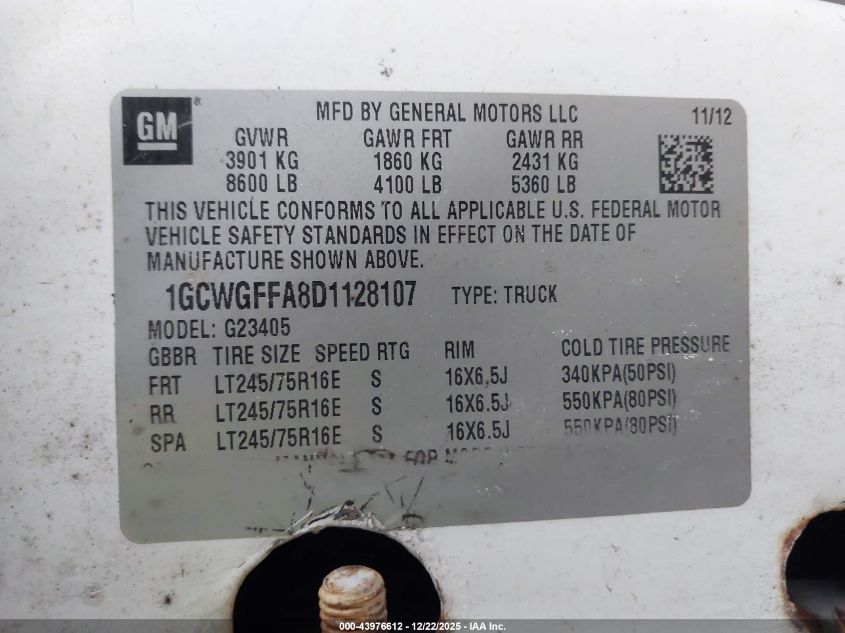 GM ®
MFD BY GENERAL MOTORS LLC 11/12
GVWR GAWR FRT GAWR RR
3901 KG 1860 KG 2431 KG
8600 LB 4100 LB 5360 LB
THIS VEHICLE CONFORMS TO ALL APPLICABLE U.S. FEDERAL MOTOR
VEHICLE SAFETY STANDARDS IN EFFECT ON THE DATE OF
MANUFACTURE SHOWN ABOVE.
1GCWGFFA8D1128107 TYPE: TRUCK
MODEL: G23405
GBBR TIRE SIZE SPEED RTG RIM COLD TIRE PRESSURE
FRT LT245/75R16E S 16X6.5J 340KPA(50PSI)
RR LT245/75R16E S 16X6.5J 550KPA(80PSI)
SPA LT245/75R16E S 16X6.5J 550KPA(80PSI)
FOR
000-43976612 - 12/22/2025 - IAA Inc.